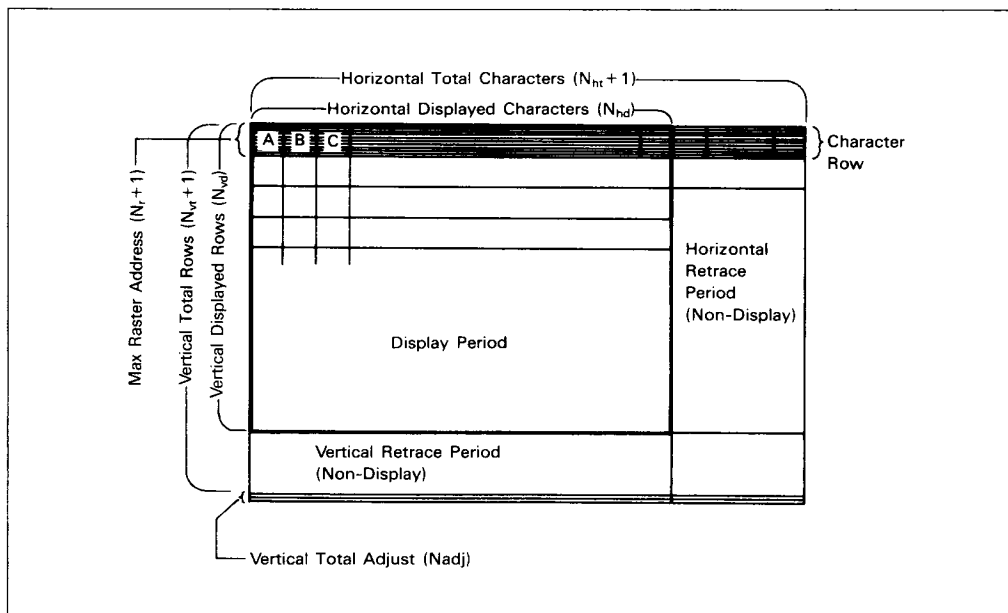 Horizontal Total Characters (Nht + 1)
Horizontal Displayed Characters (Nhd)
A B C
Character
Row
Max Raster Address (Nr + 1)
Vertical Total Rows (Nvt + 1)
Vertical Displayed Rows (Nvd)
Horizontal
Retrace
Period
(Non-Display)
Display Period
Vertical Retrace Period
(Non-Display)
Vertical Total Adjust (Nadj)